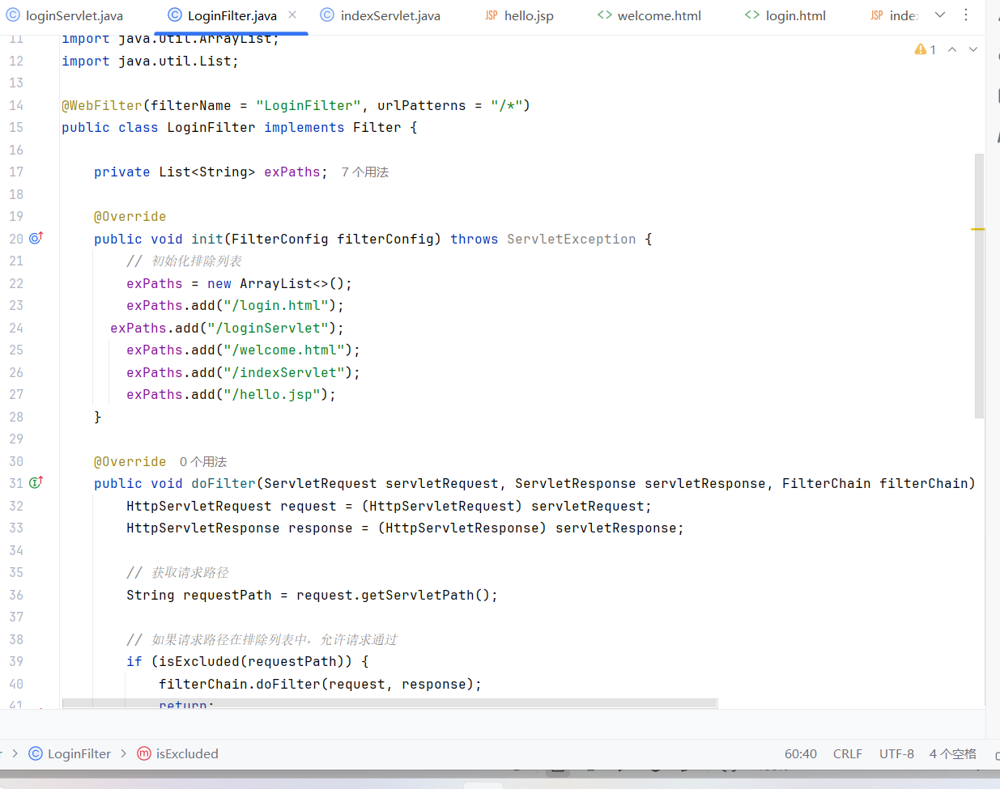 loginServlet.java LoginFilter.java indexServlet.java JSP hello.jsp <> welcome.html <> login.html JSP index
11 import java.util.ArrayList;
12 import java.util.List;
1
13
14 @WebFilter(filterName = "LoginFilter", urlPatterns = "/*")
15 public class LoginFilter implements Filter {
16
17 private List<String> exPaths; 7 个用法
18
19 @Override
20 public void init(FilterConfig filterConfig) throws ServletException {
21 // 初始化排除列表
22 exPaths = new ArrayList<>();
23 exPaths.add("/login.html");
24 exPaths.add("/loginServlet");
25 exPaths.add("/welcome.html");
26 exPaths.add("/indexServlet");
27 exPaths.add("/hello.jsp");
28 }
29
30 @Override 0 个用法
31 public void doFilter(ServletRequest servletRequest, ServletResponse servletResponse, FilterChain filterChain)
32 HttpServletRequest request = (HttpServletRequest) servletRequest;
33 HttpServletResponse response = (HttpServletResponse) servletResponse;
34
35 // 获取请求路径
36 String requestPath = request.getServletPath();
37
38 // 如果请求路径在排除列表中，允许请求通过
39 if (isExcluded(requestPath)) {
40 filterChain.doFilter(request, response);
41 return;
LoginFilter isExcluded 60:40 CRLF UTF-8 4 个空格